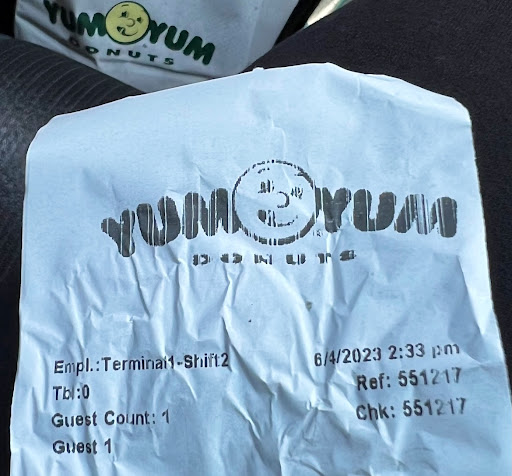 YUM YUM
DONUTS
YUM YUM
DONUTS
Empl.:Terminal1-Shift2 6/4/2023 2:33 pm
Tbl:0 Ref: 551217
Guest Count: 1 Chk: 551217
Guest 1